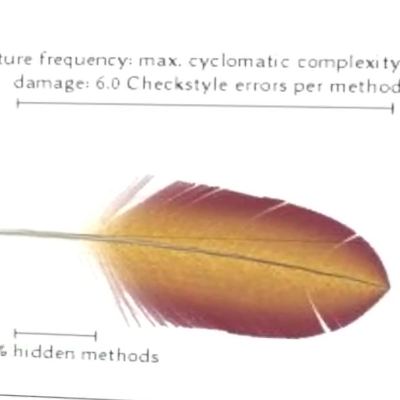 ture frequency: max. cyclomatic complexity
damage: 6.0 Checkstyle errors per method
% hidden methods